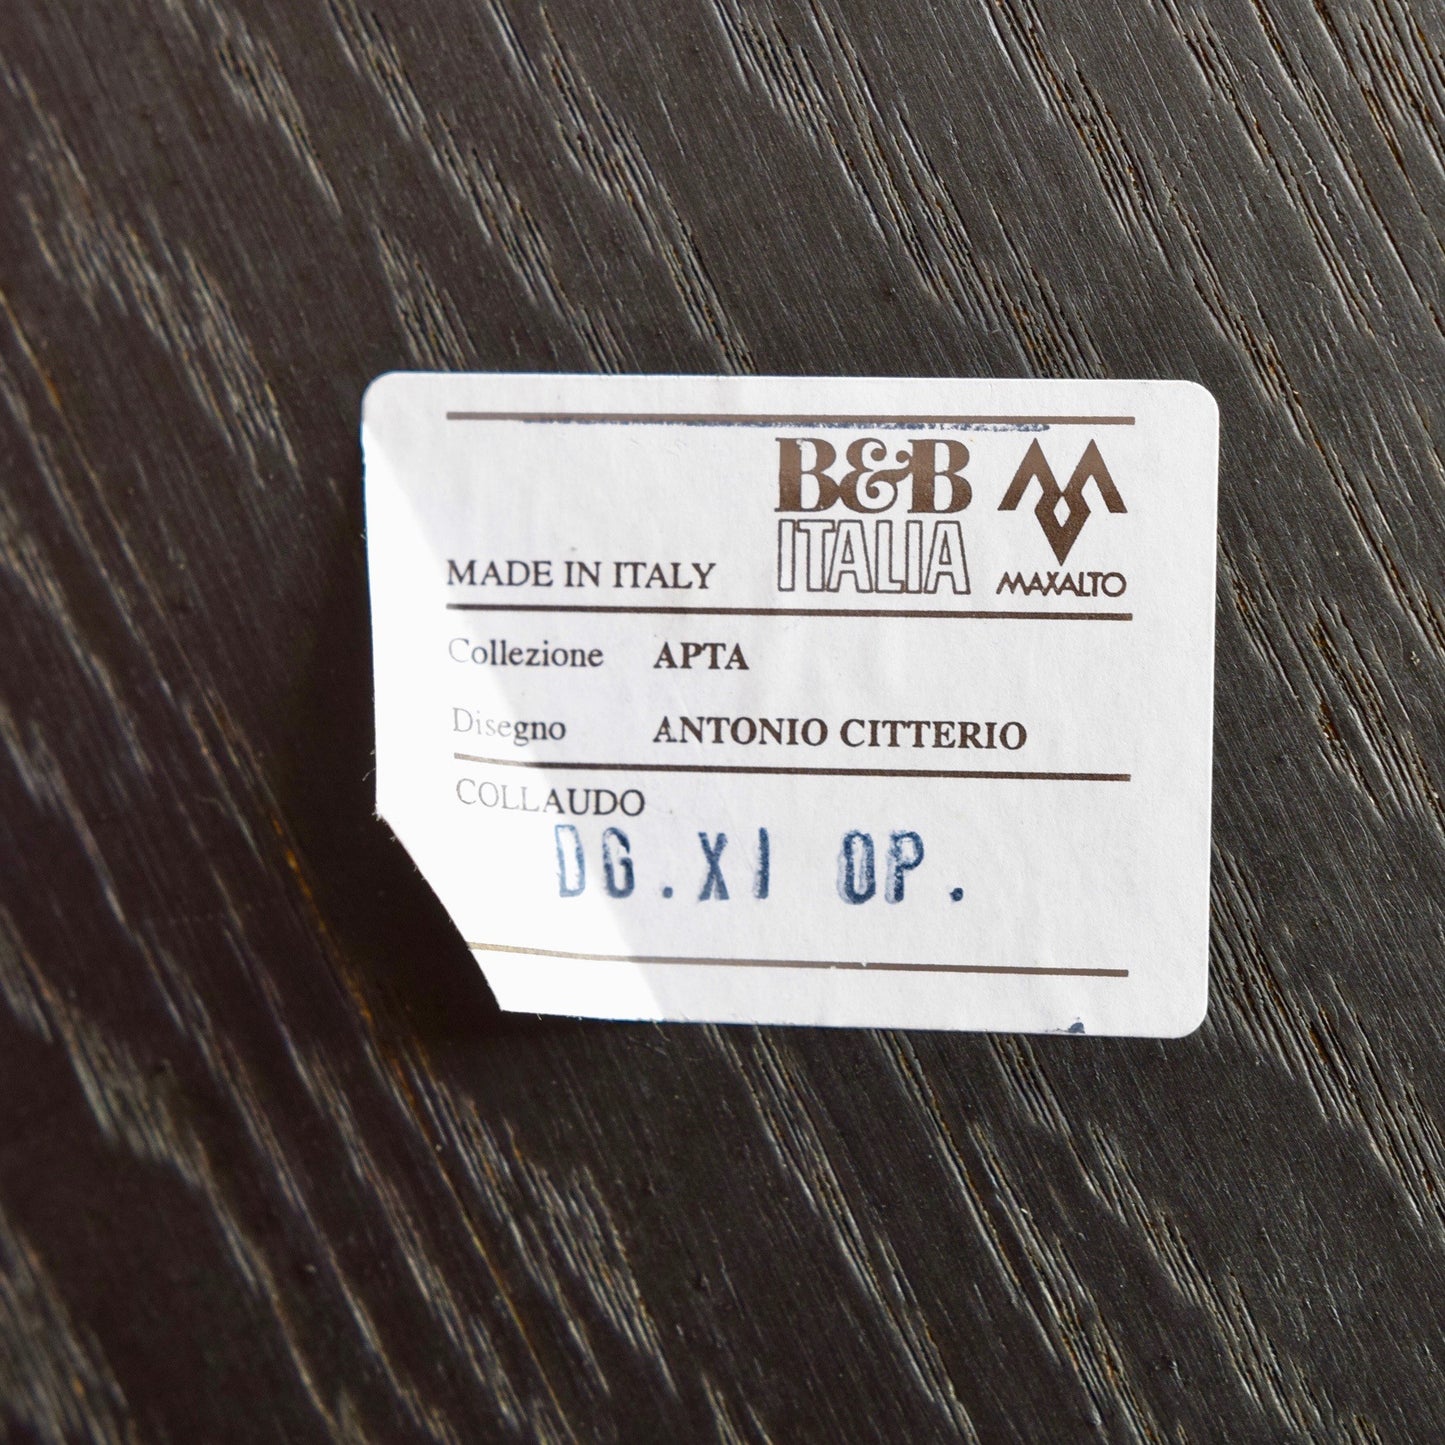 B&B
ITALIA
MAXALTO
MADE IN ITALY
Collezione APTA
Disegno ANTONIO CITTERIO
COLLAUDO
DG.XI OP.